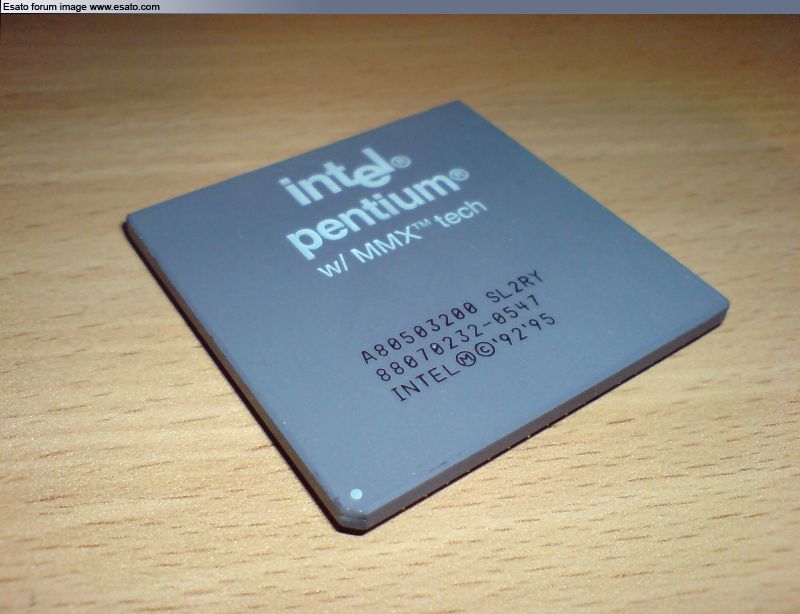 Esato forum image www.esato.com
intel®
pentium®
w/ MMX™ tech
A80503200 SL2RY
88070232-0547
INTEL Ⓜ©'92'95